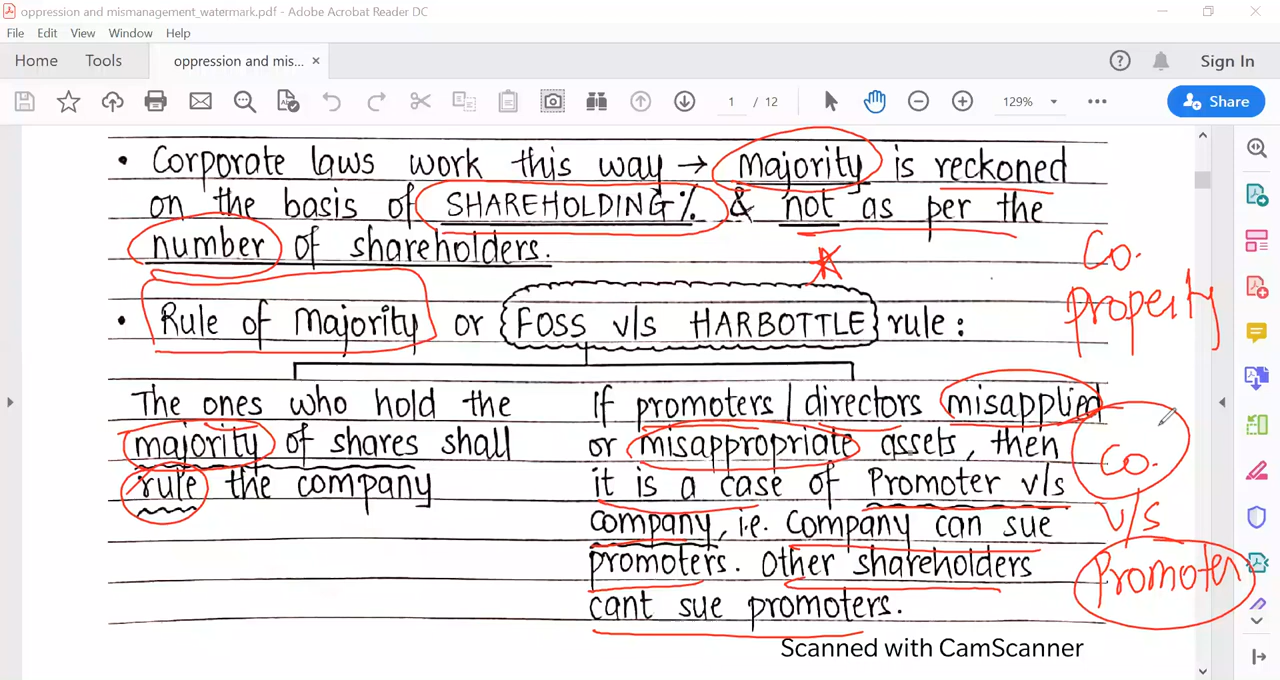 oppression and mismanagement_watermark.pdf - Adobe Acrobat Reader DC
File Edit View Window Help
Home Tools oppression and mis... × Sign In
1 / 12 129% Share
• Corporate laws work this way → majority is reckoned
on the basis of SHAREHOLDING% & not as per the
number of shareholders.
Co.
Property
• Rule of majority or FOSS v/s HARBOTTLE rule:
The ones who hold the
majority of shares shall
rule the company
If promoters / directors misapplied
or misappropriate assets, then
it is a case of Promoter v/s
company, i.e. Company can sue
promoters. Other shareholders
cant sue promoters.
Co.
v/s
Promoter
Scanned with CamScanner